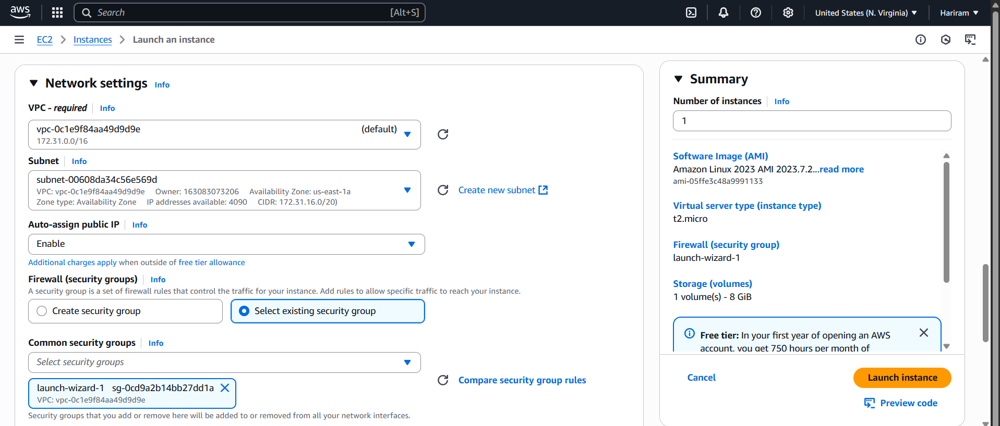 aws
Search [Alt+S]
United States (N. Virginia)
Hariram
EC2 > Instances > Launch an instance
Network settings Info
VPC – required Info
vpc-0c1e9f84aa49d9d9e (default)
172.31.0.0/16
Subnet Info
subnet-00608da34c56e569d
VPC: vpc-0c1e9f84aa49d9d9e Owner: 163083073206 Availability Zone: us-east-1a
Zone type: Availability Zone IP addresses available: 4090 CIDR: 172.31.16.0/20)
Create new subnet
Auto-assign public IP Info
Enable
Additional charges apply when outside of free tier allowance
Firewall (security groups) Info
A security group is a set of firewall rules that control the traffic for your instance. Add rules to allow specific traffic to reach your instance.
Create security group
Select existing security group
Common security groups Info
Select security groups
launch-wizard-1 sg-0cd9a2b14bb27dd1a
VPC: vpc-0c1e9f84aa49d9d9e
Compare security group rules
Security groups that you add or remove here will be added to or removed from all your network interfaces.
Summary
Number of instances Info
1
Software Image (AMI)
Amazon Linux 2023 AMI 2023.7.2...read more
ami-05ffe3c48a9991133
Virtual server type (instance type)
t2.micro
Firewall (security group)
launch-wizard-1
Storage (volumes)
1 volume(s) - 8 GiB
Free tier: In your first year of opening an AWS
account, you get 750 hours per month of
Cancel
Launch instance
Preview code